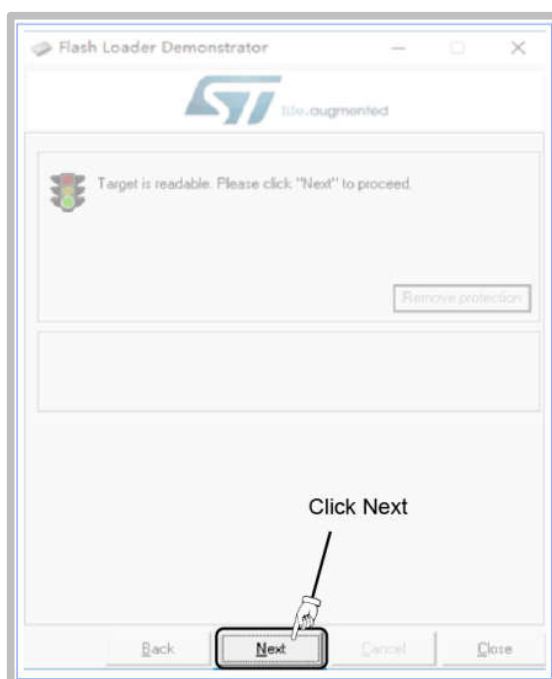 Flash Loader Demonstrator
ST life.augmented
Target is readable. Please click "Next" to proceed.
Remove protection
Click Next
Back Next Cancel Close